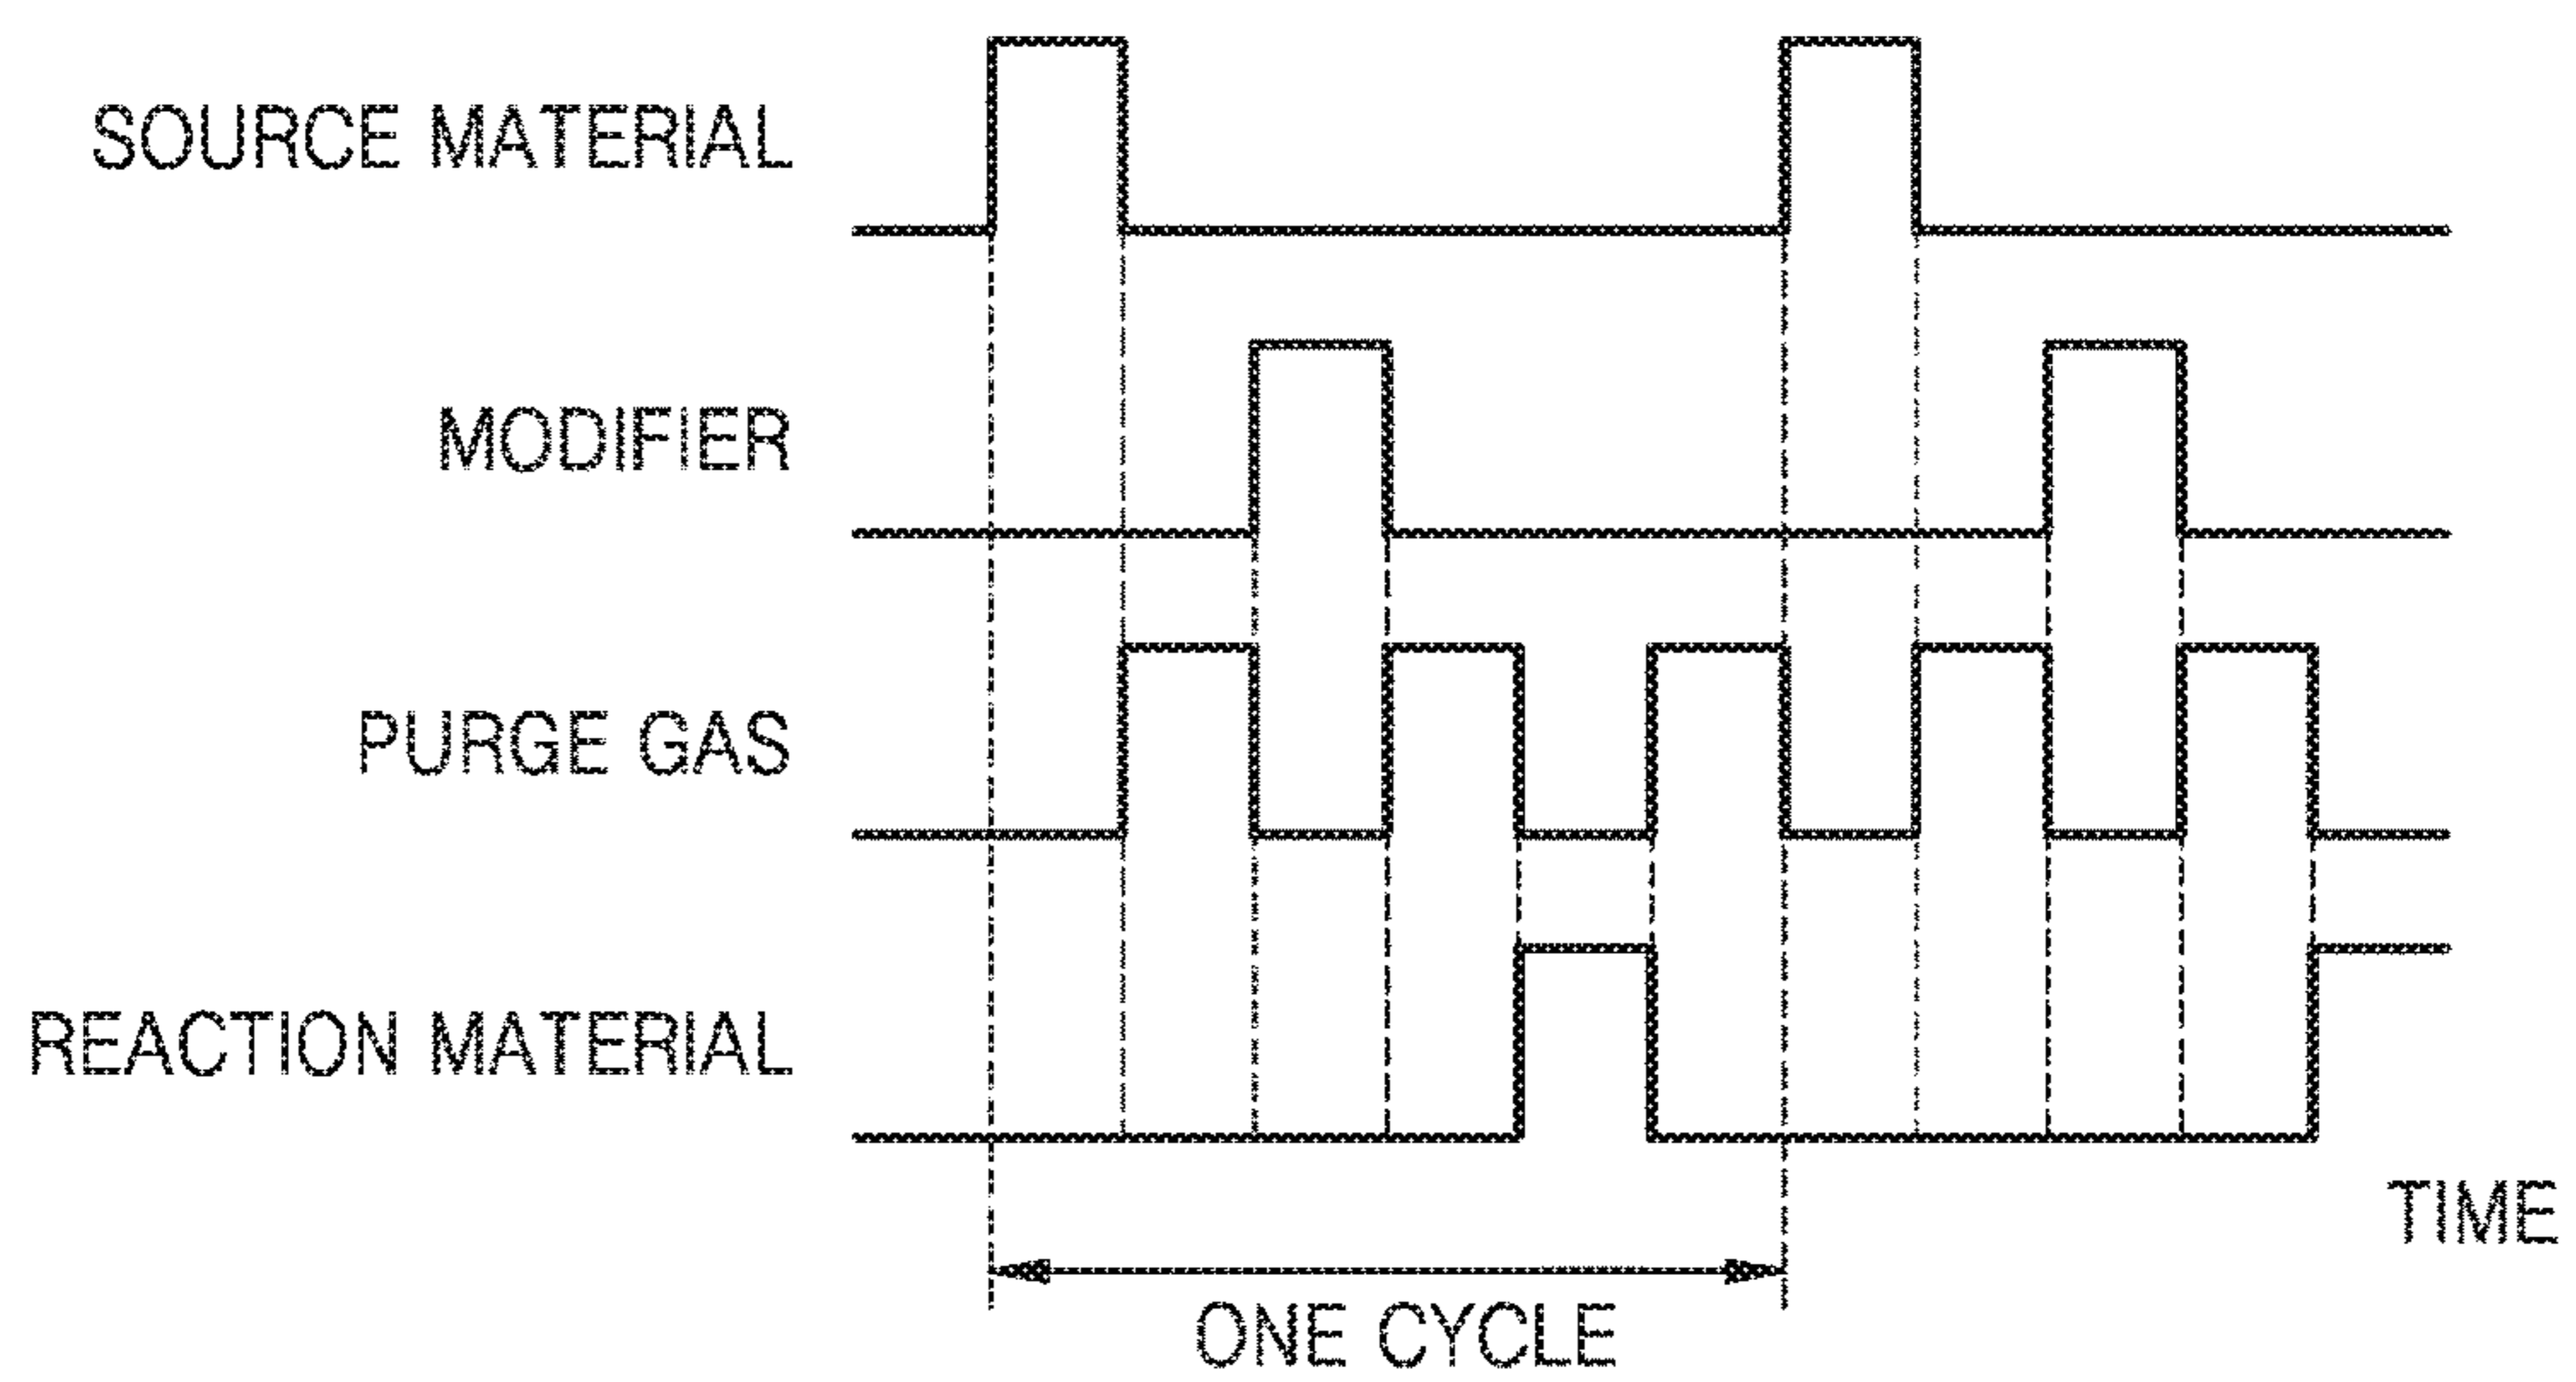 SOURCE MATERIAL
MODIFIER
PURGE GAS
REACTION MATERIAL
TIME
ONE CYCLE